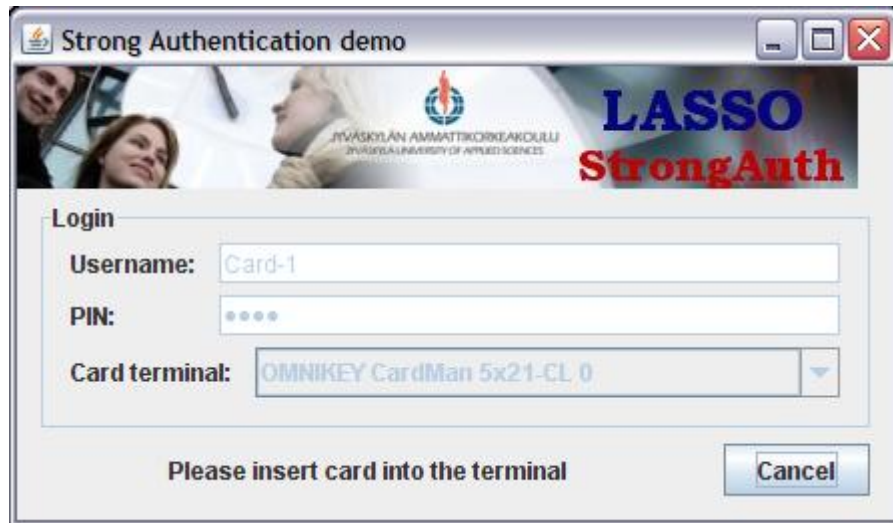 Strong Authentication demo
JYVÄSKYLÄN AMMATTIKORKEAKOULU
JYVÄSKYLÄ UNIVERSITY OF APPLIED SCIENCES
LASSO
StrongAuth
Login
Username: Card-1
PIN: ••••
Card terminal: OMNIKEY CardMan 5x21-CL 0
Please insert card into the terminal
Cancel